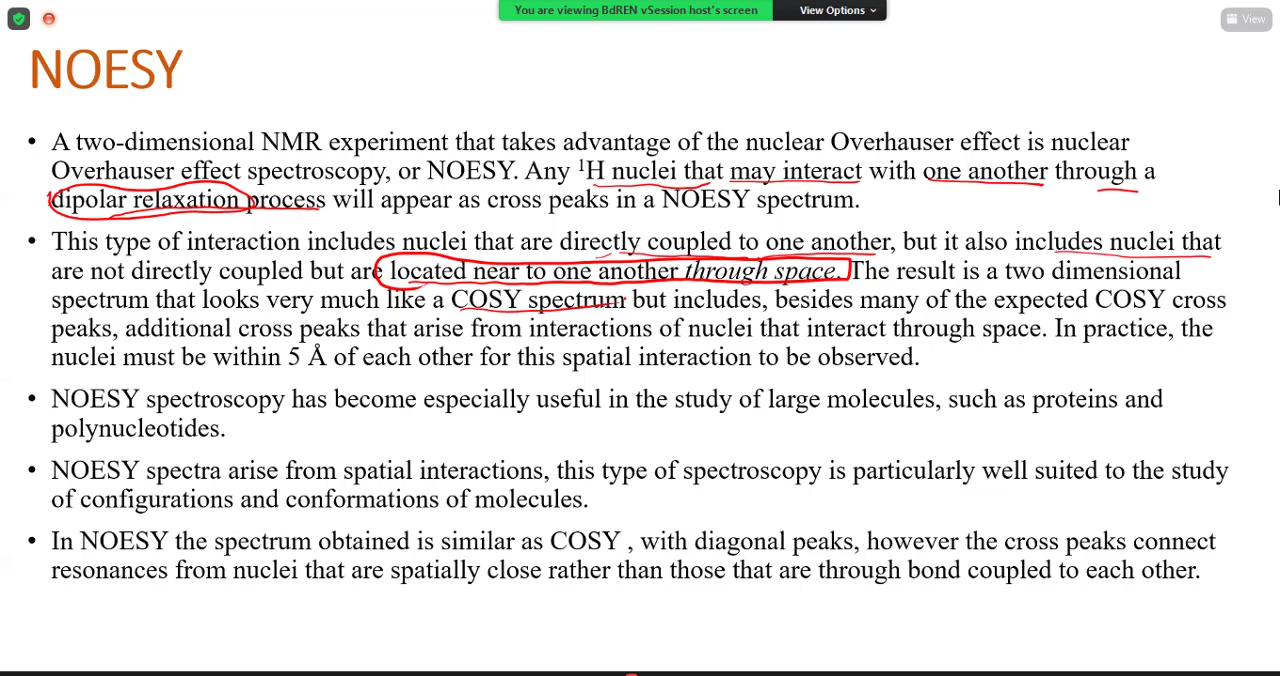 You are viewing BdREN vSession host's screen
View Options
View
NOESY
• A two-dimensional NMR experiment that takes advantage of the nuclear Overhauser effect is nuclear
Overhauser effect spectroscopy, or NOESY. Any ¹H nuclei that may interact with one another through a
dipolar relaxation process will appear as cross peaks in a NOESY spectrum.
• This type of interaction includes nuclei that are directly coupled to one another, but it also includes nuclei that
are not directly coupled but are located near to one another through space. The result is a two dimensional
spectrum that looks very much like a COSY spectrum but includes, besides many of the expected COSY cross
peaks, additional cross peaks that arise from interactions of nuclei that interact through space. In practice, the
nuclei must be within 5 Å of each other for this spatial interaction to be observed.
• NOESY spectroscopy has become especially useful in the study of large molecules, such as proteins and
polynucleotides.
• NOESY spectra arise from spatial interactions, this type of spectroscopy is particularly well suited to the study
of configurations and conformations of molecules.
• In NOESY the spectrum obtained is similar as COSY , with diagonal peaks, however the cross peaks connect
resonances from nuclei that are spatially close rather than those that are through bond coupled to each other.